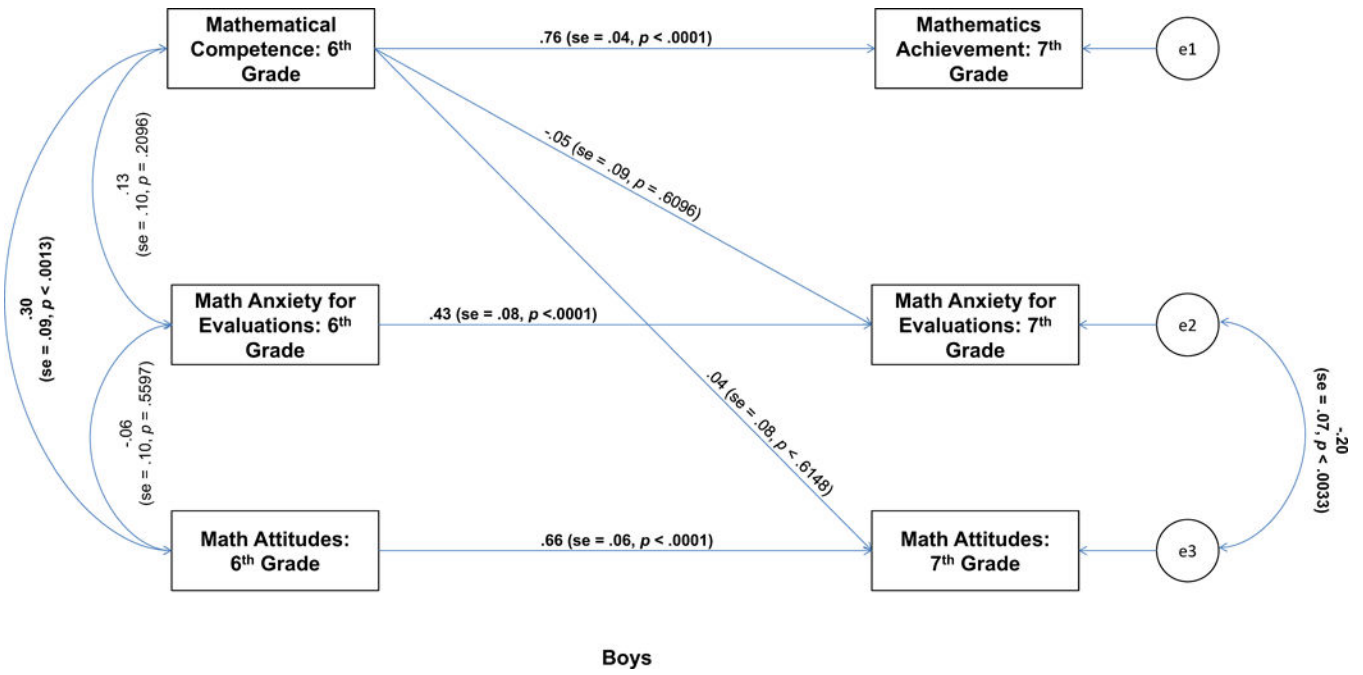 Mathematical
Competence: 6th
Grade
.76 (se = .04, p < .0001)
Mathematics
Achievement: 7th
Grade
e1
.13
(se = .10, p = .2096)
-.05 (se = .09, p = .6096)
.30
(se = .09, p < .0013)
Math Anxiety for
Evaluations: 6th
Grade
.43 (se = .08, p <.0001)
Math Anxiety for
Evaluations: 7th
Grade
e2
-.06
(se = .10, p = .5597)
.04 (se = .08, p < .6148)
-.20
(se = .07, p < .0033)
Math Attitudes:
6th Grade
.66 (se = .06, p < .0001)
Math Attitudes:
7th Grade
e3
Boys